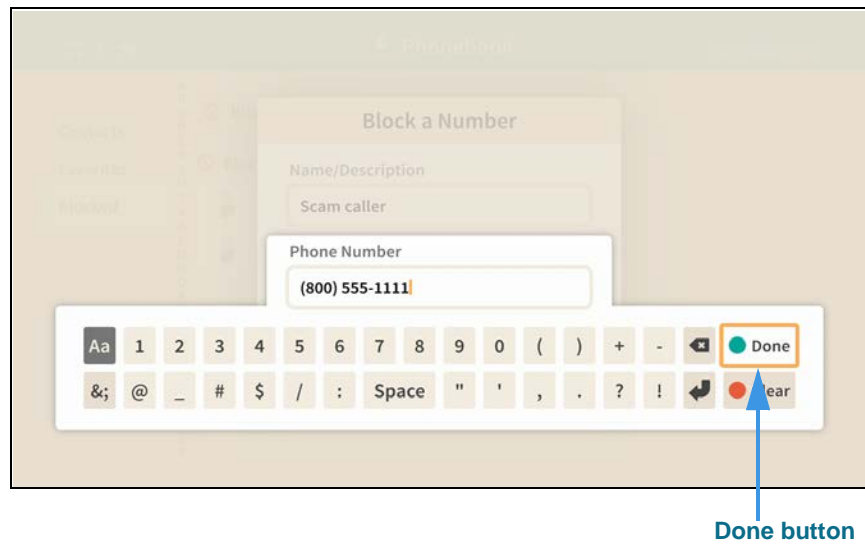 Phonebook
Contacts
Favorites
Blocked
Block a Number
Name/Description
Scam caller
Phone Number
(800) 555-1111
Aa 1 2 3 4 5 6 7 8 9 0 ( ) + - Done
&; @ _ # $ / : Space " ' , . ? ! lear
Done button